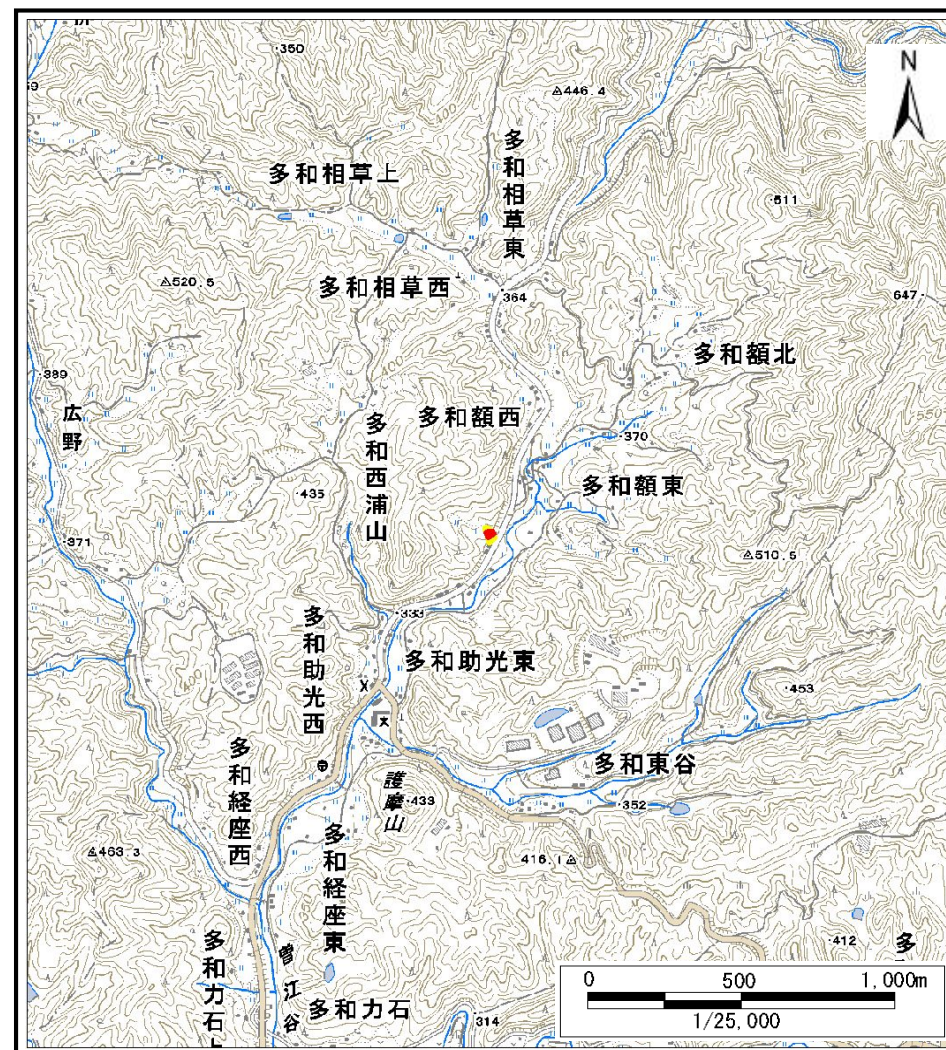 ・350
△446.4
N
多和相草上
多和相草東
・611
△520.5
多和相草西
・364
647・
多和額北
・389
広野
多和額西
多和西浦山
・370
多和額東
・435
・371
△510.5
・333
多和助光西
多和助光東
・453
多和東谷
多和経座西
護摩山
・433
・352
△463.3
416.1△
多和経座東
・412
多和力石
曽江谷
多和力石
・314
0 500 1,000m
1/25,000